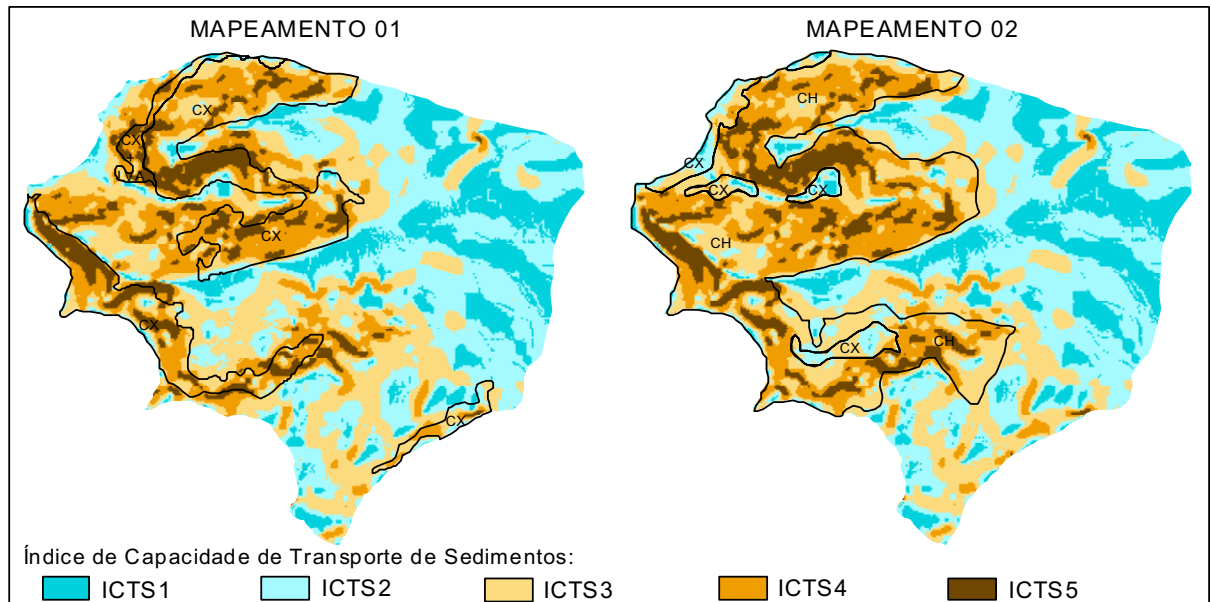 MAPEAMENTO 01
MAPEAMENTO 02
CX
CX
LVA
CX
CX
CX
CH
CX
CX
CX
CH
CX
CH
Índice de Capacidade de Transporte de Sedimentos:
ICTS1
ICTS2
ICTS3
ICTS4
ICTS5